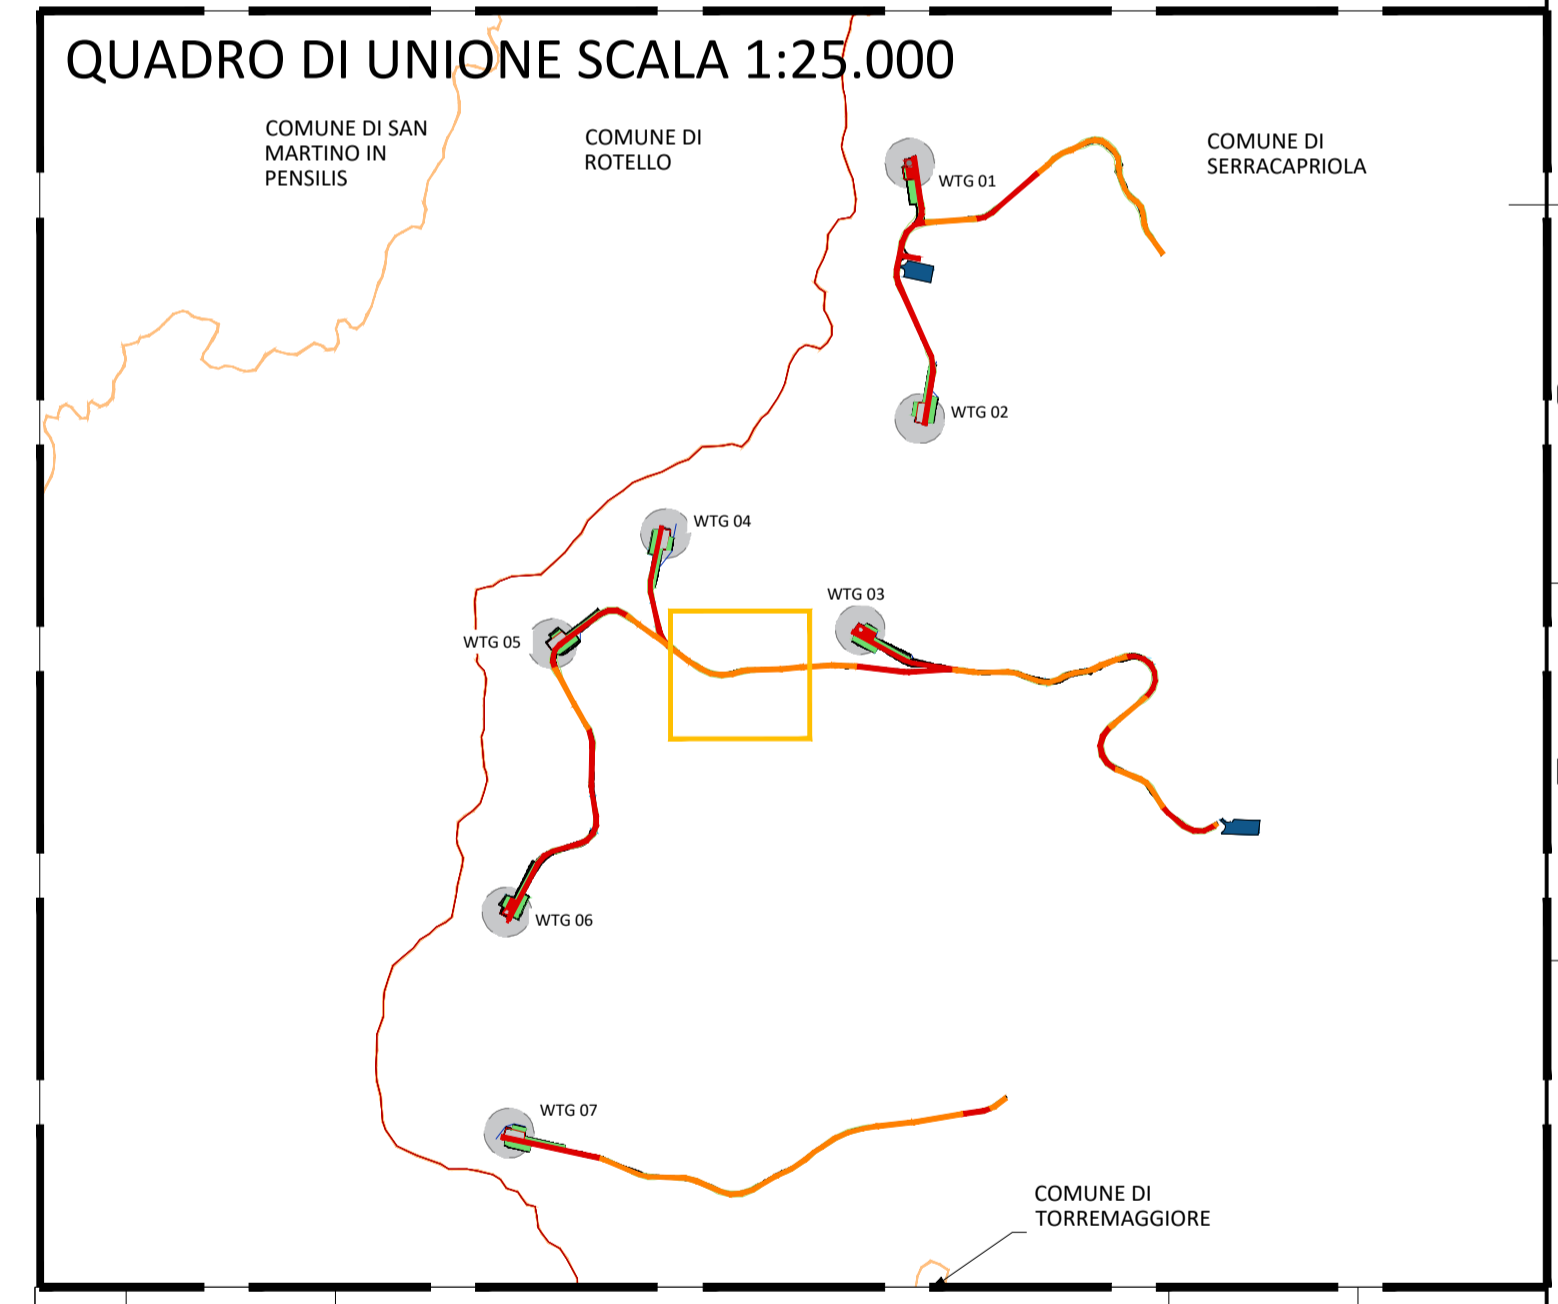 QUADRO DI UNIONE SCALA 1:25.000
COMUNE DI SAN
MARTINO IN
PENSILIS
COMUNE DI
ROTELLO
COMUNE DI
SERRACAPRIOLA
WTG 01
WTG 02
WTG 04
WTG 03
WTG 05
WTG 06
WTG 07
COMUNE DI
TORREMAGGIORE